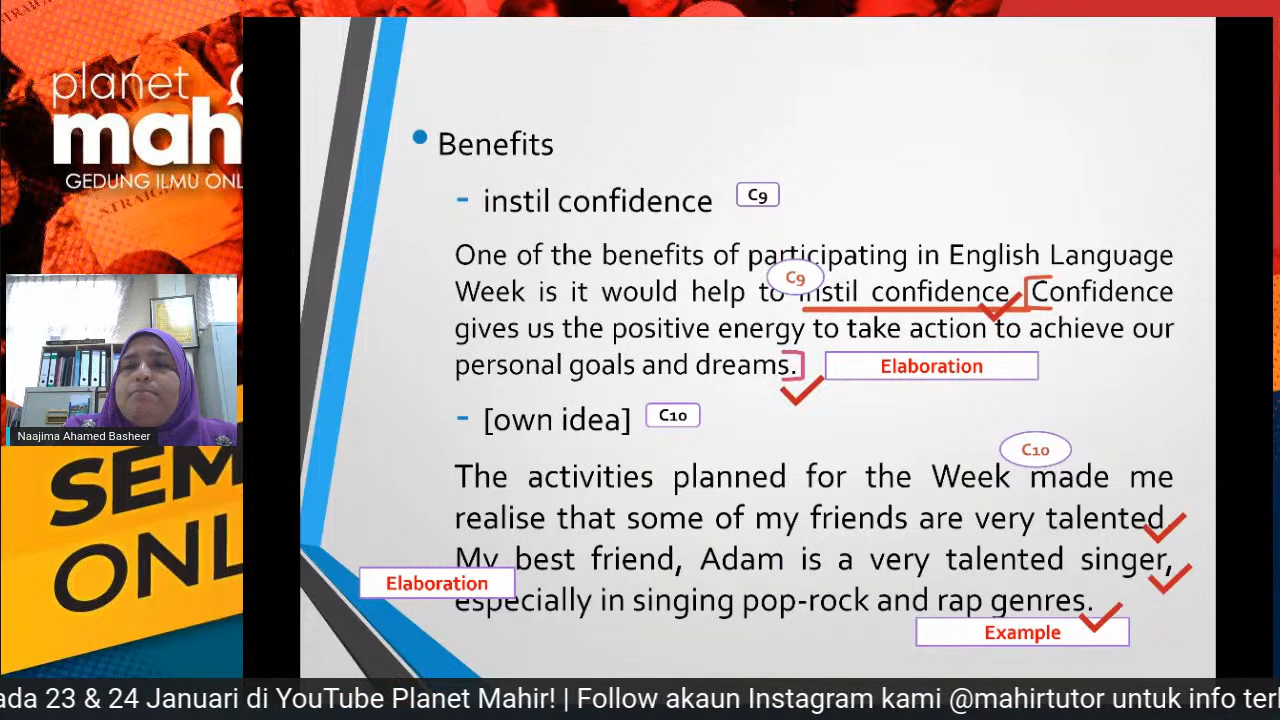 planet
mah
GEDUNG ILMU ONL
Benefits
- instil confidence C9
One of the benefits of participating in English Language
C9
Week is it would help to instil confidence. Confidence
gives us the positive energy to take action to achieve our
personal goals and dreams.
Elaboration
- [own idea] C10
C10
The activities planned for the Week made me
realise that some of my friends are very talented.
My best friend, Adam is a very talented singer,
Elaboration
especially in singing pop-rock and rap genres.
Example
Naajima Ahamed Basheer
SEM
ONL
ada 23 & 24 Januari di YouTube Planet Mahir! | Follow akaun Instagram kami @mahirtutor untuk info ter